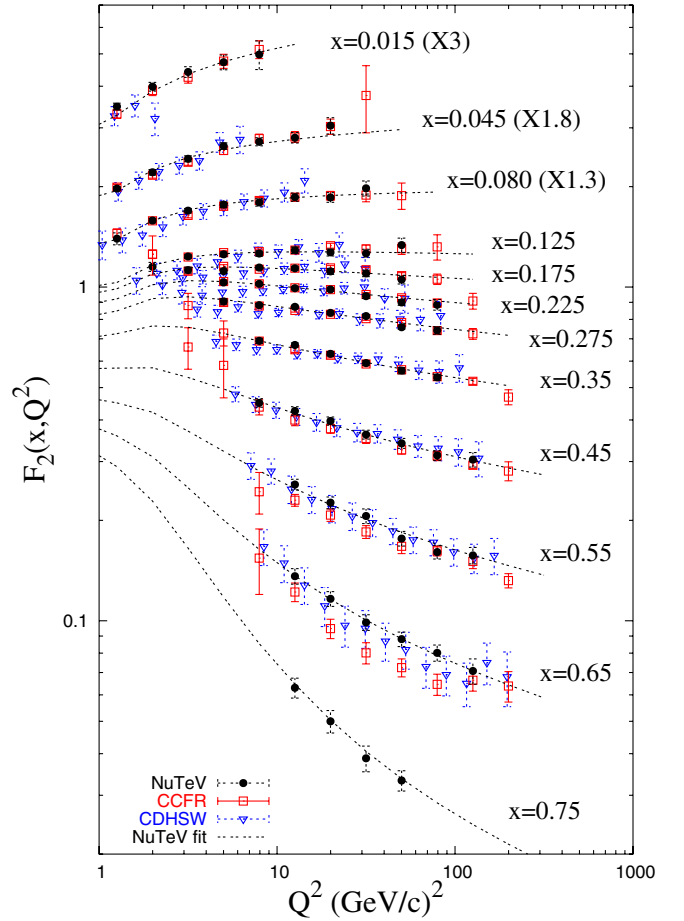 x=0.015 (X3)
x=0.045 (X1.8)
x=0.080 (X1.3)
x=0.125
x=0.175
x=0.225
x=0.275
x=0.35
x=0.45
x=0.55
x=0.65
x=0.75
1
0.1
F₂(x,Q²)
NuTeV
CCFR
CDHSW
NuTeV fit
1 10 100 1000
Q² (GeV/c)²